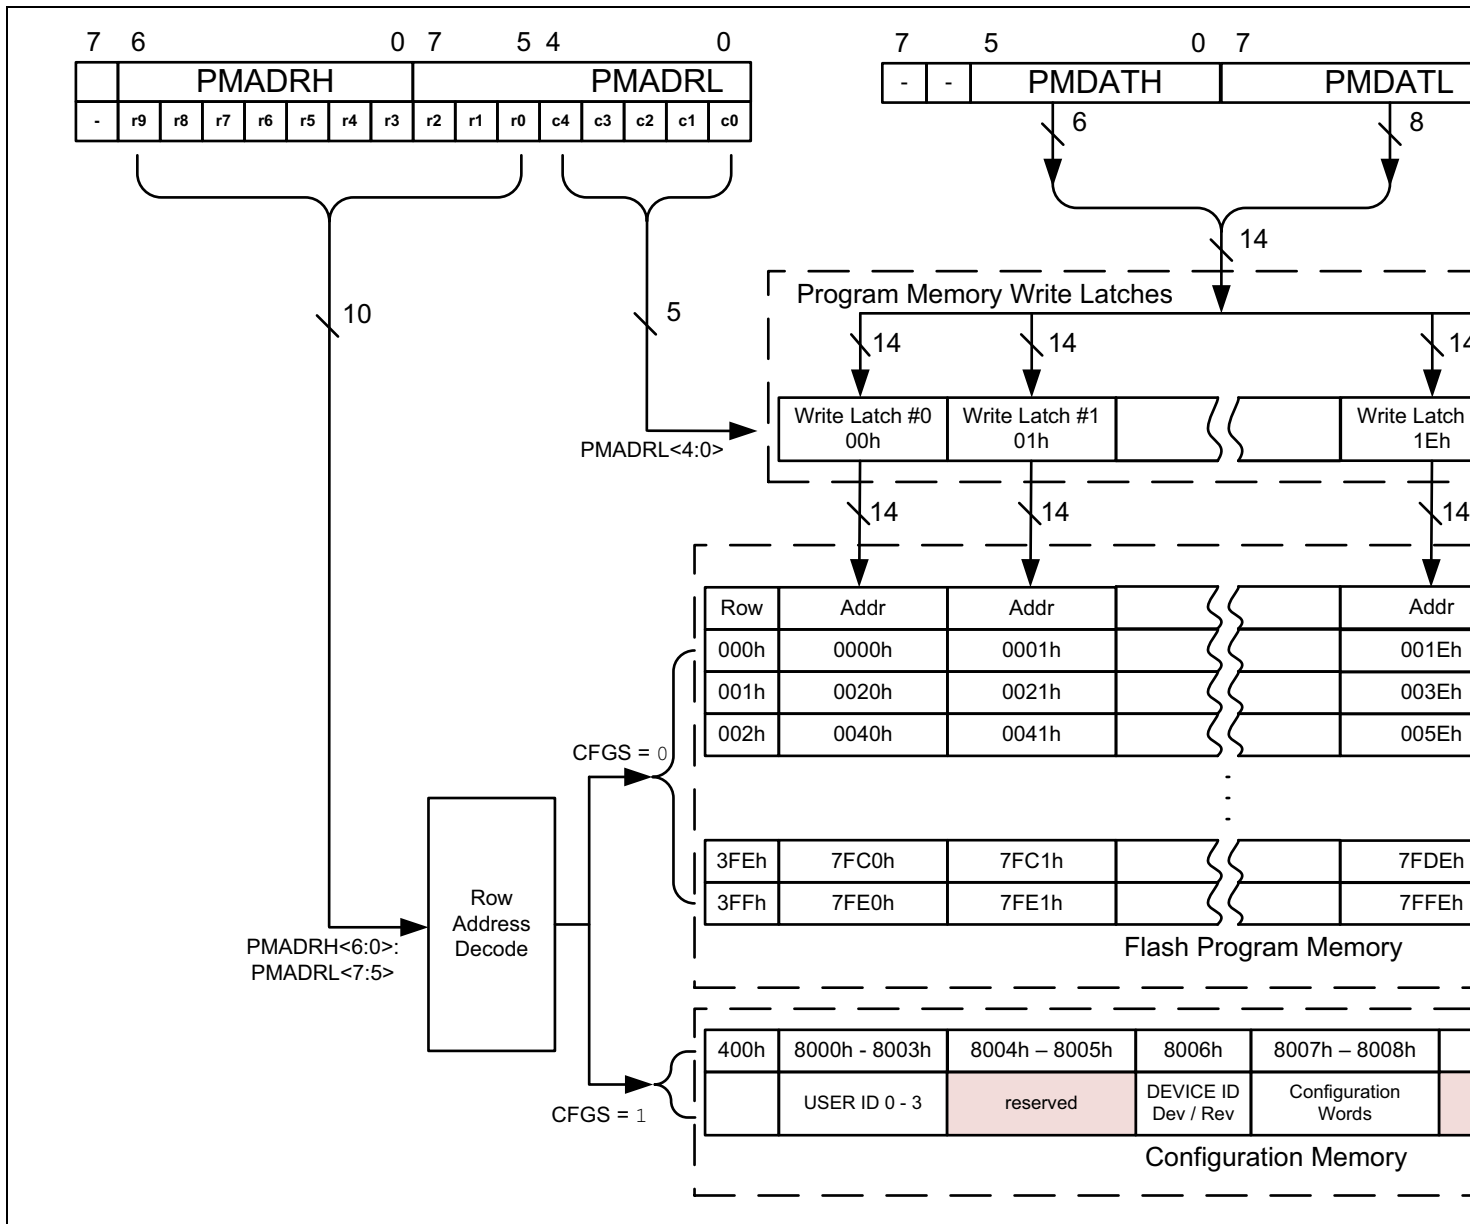 7 6 0 7 5 4 0
7 5 0 7
PMADRH PMADRL
- - PMDATH PMDATL
- r9 r8 r7 r6 r5 r4 r3 r2 r1 r0 c4 c3 c2 c1 c0
6 8
14
10 5
Program Memory Write Latches
14 14 14
Write Latch #0 Write Latch #1 Write Latch
00h 01h 1Eh
PMADRL<4:0>
14 14 14
Row Addr Addr Addr
000h 0000h 0001h 001Eh
001h 0020h 0021h 003Eh
002h 0040h 0041h 005Eh
CFGS = 0
3FEh 7FC0h 7FC1h 7FDEh
3FFh 7FE0h 7FE1h 7FFEh
Row
Address
Decode
PMADRH<6:0>:
PMADRL<7:5>
Flash Program Memory
400h 8000h - 8003h 8004h – 8005h 8006h 8007h – 8008h
USER ID 0 - 3 reserved DEVICE ID Configuration
Dev / Rev Words
CFGS = 1
Configuration Memory